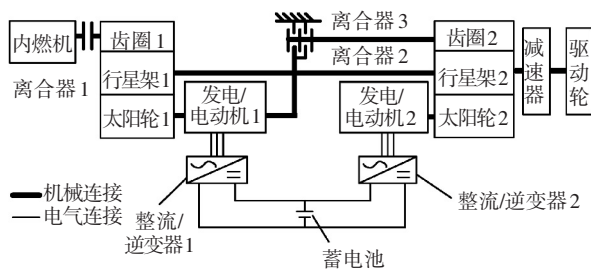 离合器3
内燃机
齿圈1
齿圈2
减速器
驱动轮
离合器2
离合器1
行星架1
行星架2
发电/
电动机1
发电/
电动机2
太阳轮1
太阳轮2
机械连接
电气连接
整流/
逆变器1
整流/逆变器2
蓄电池